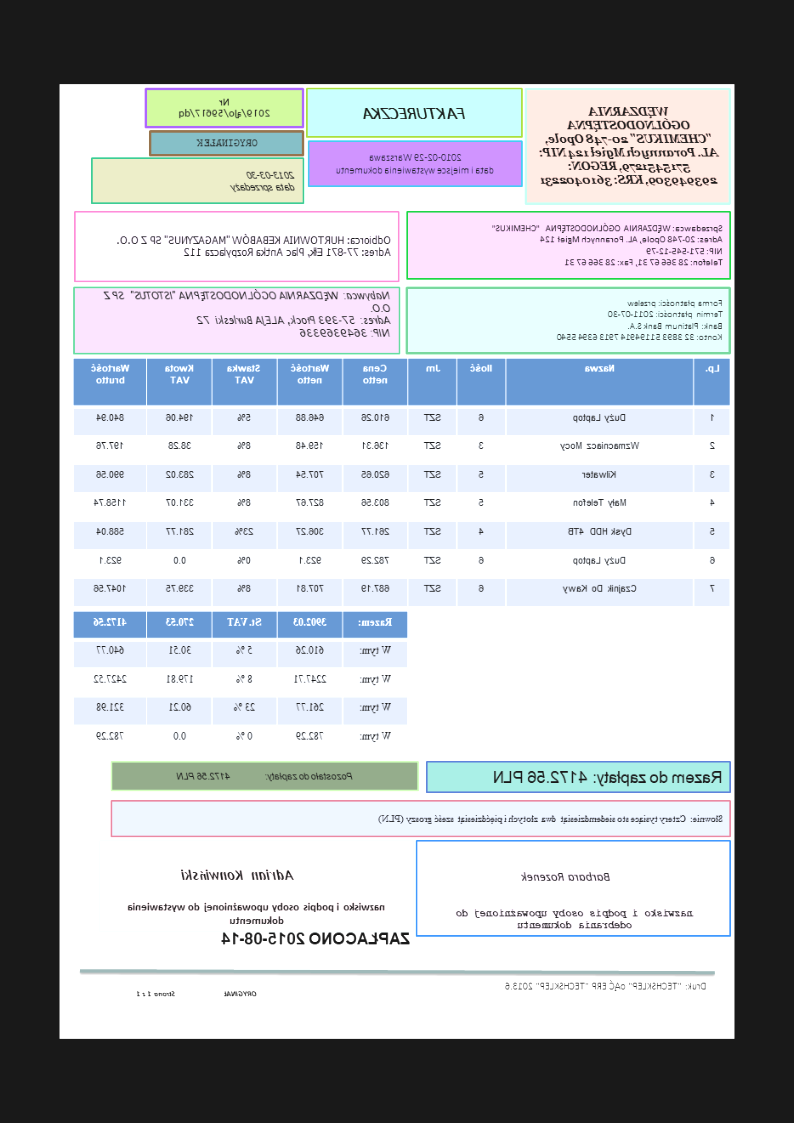 WĘDZARNIA
OGÓLNODOSTĘPNA
"CHEMIKUS" 20-748 Opole,
AL. Porannych Mgieł 124 NIP:
5715451279, REGON:
293949309, KRS: 3610402231
FAKTURECZKA
2010-02-29 Warszawa
data i miejsce wystawienia dokumentu
Nr
2019/ąjo/59617/dq
ORYGINAŁEK
2013-03-30
data sprzedaży
Sprzedawca: WĘDZARNIA OGÓLNODOSTĘPNA "CHEMIKUS"
Adres: 20-748 Opole, AL. Porannych Mgieł 124
NIP: 571-545-12-79
Telefon: 28 366 67 31, Fax: 28 366 67 31
Odbiorca: HURTOWNIA KEBABÓW "MAGAZYNUS" SP Z O.O.
Adres: 77-871 Ełk, Plac Antka Rozpylacza 112
Forma płatności: przelew
Termin płatności: 2011-07-30
Bank: Platinum Bank S.A.
Konto: 32 3893 5119 4914 7913 6394 5540
Nabywca: WĘDZARNIA OGÓLNODOSTĘPNA "ISTOTUS" SP Z
O.O.
Adres: 57-393 Płock, ALEJA Burleski 72
NIP: 3649369336
Lp. Nazwa Ilość Jm Cena netto Wartość netto Stawka VAT Kwota VAT Wartość brutto
1 Duży Laptop 6 SZT 610.26 646.88 5% 194.06 840.94
2 Wzmacniacz Mocy 3 SZT 136.31 159.48 8% 38.28 197.76
3 Kilwater 5 SZT 620.65 707.54 8% 283.02 990.56
4 Mały Telefon 5 SZT 803.56 827.67 8% 331.07 1158.74
5 Dysk HDD 4TB 4 SZT 261.77 306.27 23% 281.77 588.04
6 Duży Laptop 6 SZT 782.29 923.1 0% 0.0 923.1
7 Czajnik Do Kawy 6 SZT 687.19 707.81 8% 339.75 1047.56
Razem: 3902.03 St. VAT 270.53 4172.56
W tym: 610.26 5 % 30.51 640.77
W tym: 2247.71 8 % 179.81 2427.52
W tym: 261.77 23 % 60.21 321.98
W tym: 782.29 0 % 0.0 782.29
Razem do zapłaty: 4172.56 PLN
Pozostało do zapłaty: 4172.56 PLN
Słownie: Cztery tysiące sto siedemdziesiąt dwa złotych i pięćdziesiąt sześć groszy (PLN)
Barbara Rozenek
nazwisko i podpis osoby upoważnionej do
odebrania dokumentu
Adrian Konwiński
nazwisko i podpis osoby upoważnionej do wystawienia
dokumentu
ZAPŁACONO 2015-08-14
Druk: "TECHSKLEP" oĄĆ ERP "TECHSKLEP" 2013.6
ORYGINAŁ
Strona 1 z 1